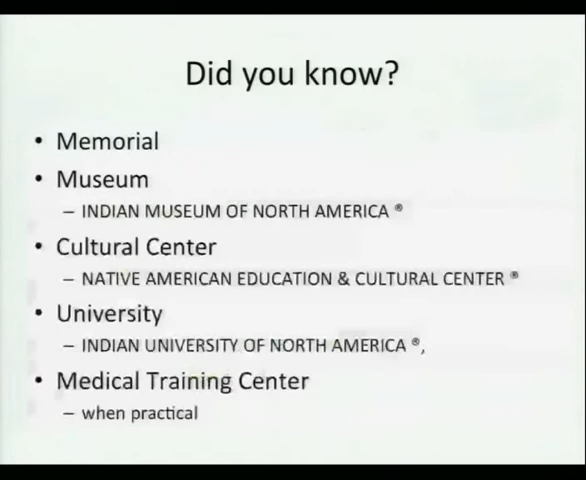 Did you know?
• Memorial
• Museum
– INDIAN MUSEUM OF NORTH AMERICA ®
• Cultural Center
– NATIVE AMERICAN EDUCATION & CULTURAL CENTER ®
• University
– INDIAN UNIVERSITY OF NORTH AMERICA ®,
• Medical Training Center
– when practical